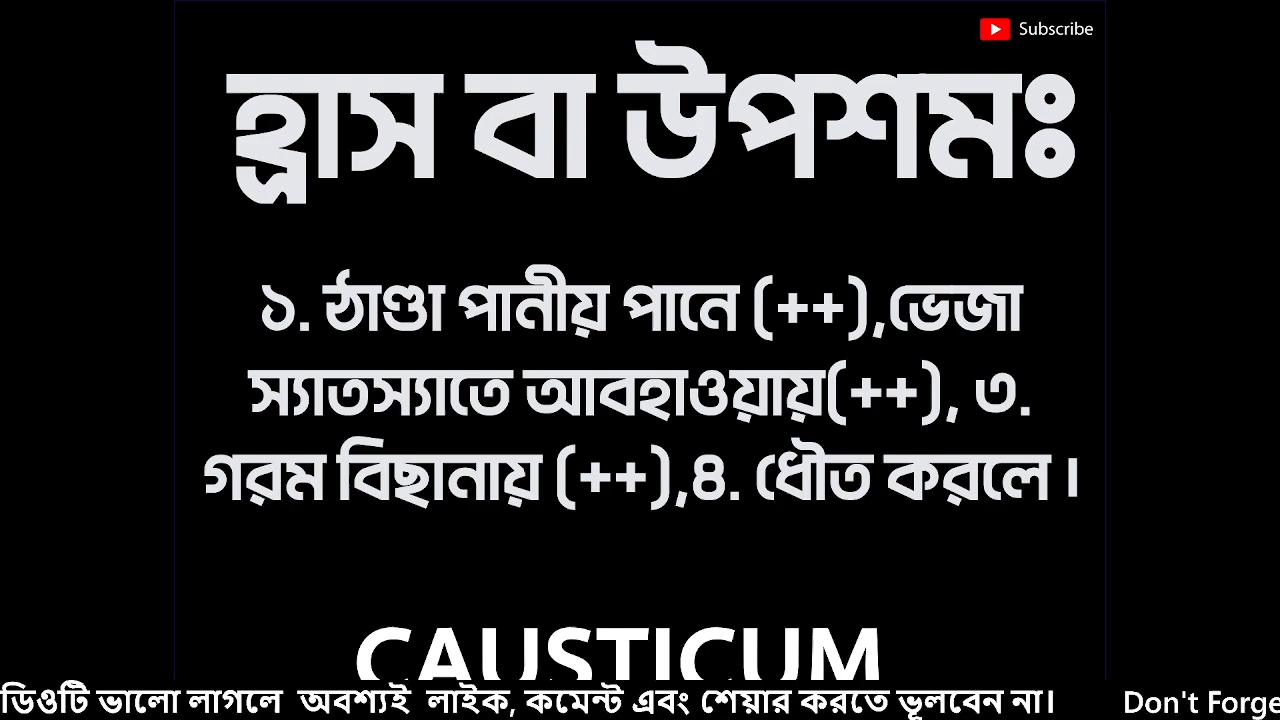 Subscribe
হ্রাস বা উপশমঃ
১. ঠাণ্ডা পানীয় পানে (++),ভেজা
স্যাতস্যাতে আবহাওয়ায়(++), ৩.
গরম বিছানায় (++),৪. ধৌত করলে ।
CAUSTICUM
ডিওটি ভালো লাগলে অবশ্যই লাইক, কমেন্ট এবং শেয়ার করতে ভূলবেন না। Don't Forge